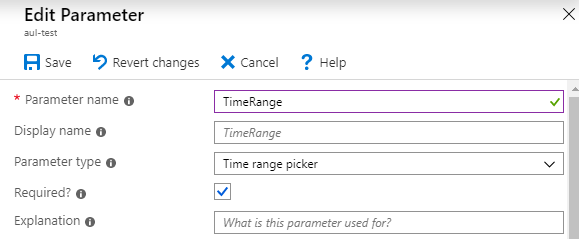 Edit Parameter
aul-test
Save Revert changes Cancel ? Help
* Parameter name TimeRange
Display name TimeRange
Parameter type Time range picker
Required?
Explanation What is this parameter used for?